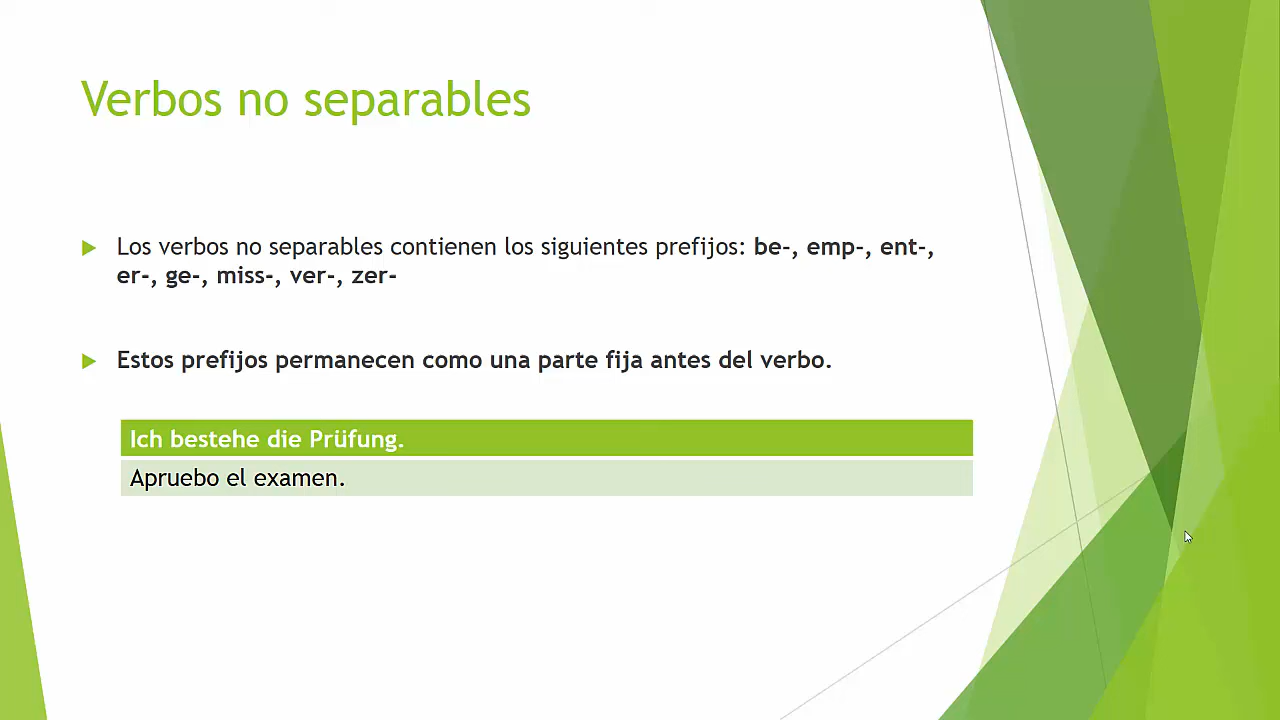 Verbos no separables
Los verbos no separables contienen los siguientes prefijos: be-, emp-, ent-,
er-, ge-, miss-, ver-, zer-
Estos prefijos permanecen como una parte fija antes del verbo.
Ich bestehe die Prüfung.
Apruebo el examen.